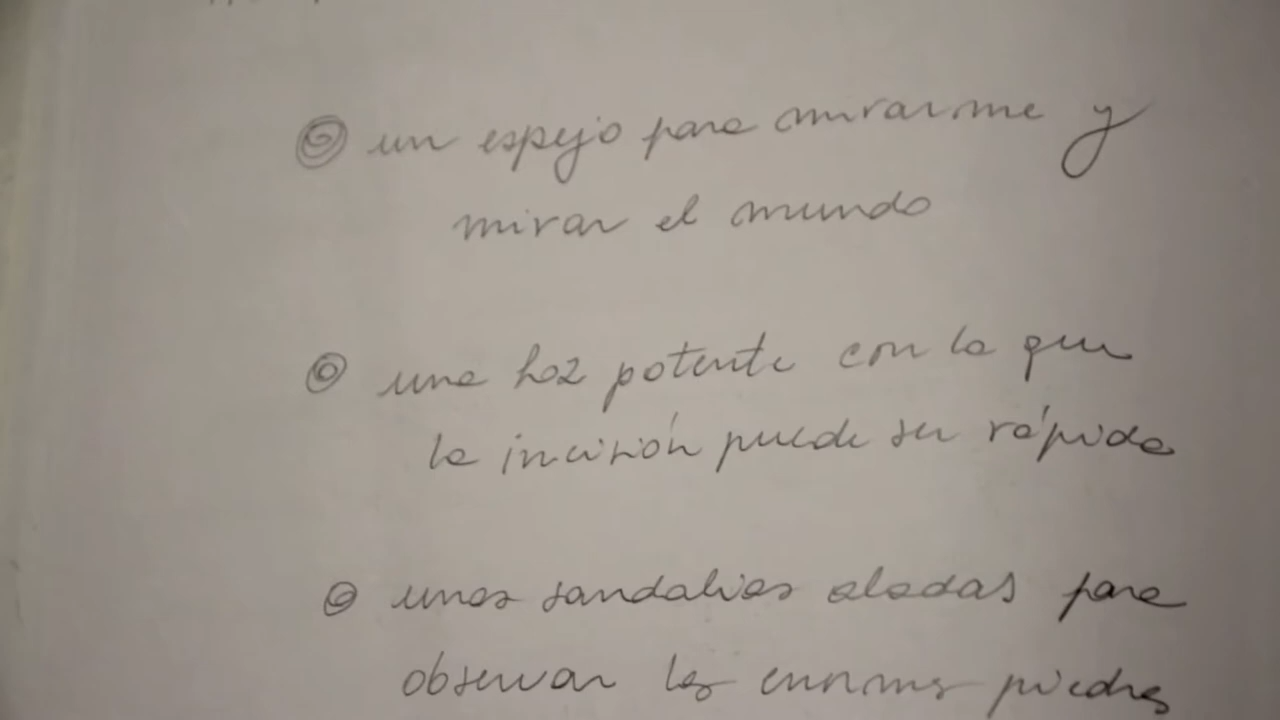 un espejo para mirarme y
mirar el mundo
una hoz potente con la que
la incisión puede ser rápida
unas sandalias aladas para
observar las enormes piedras